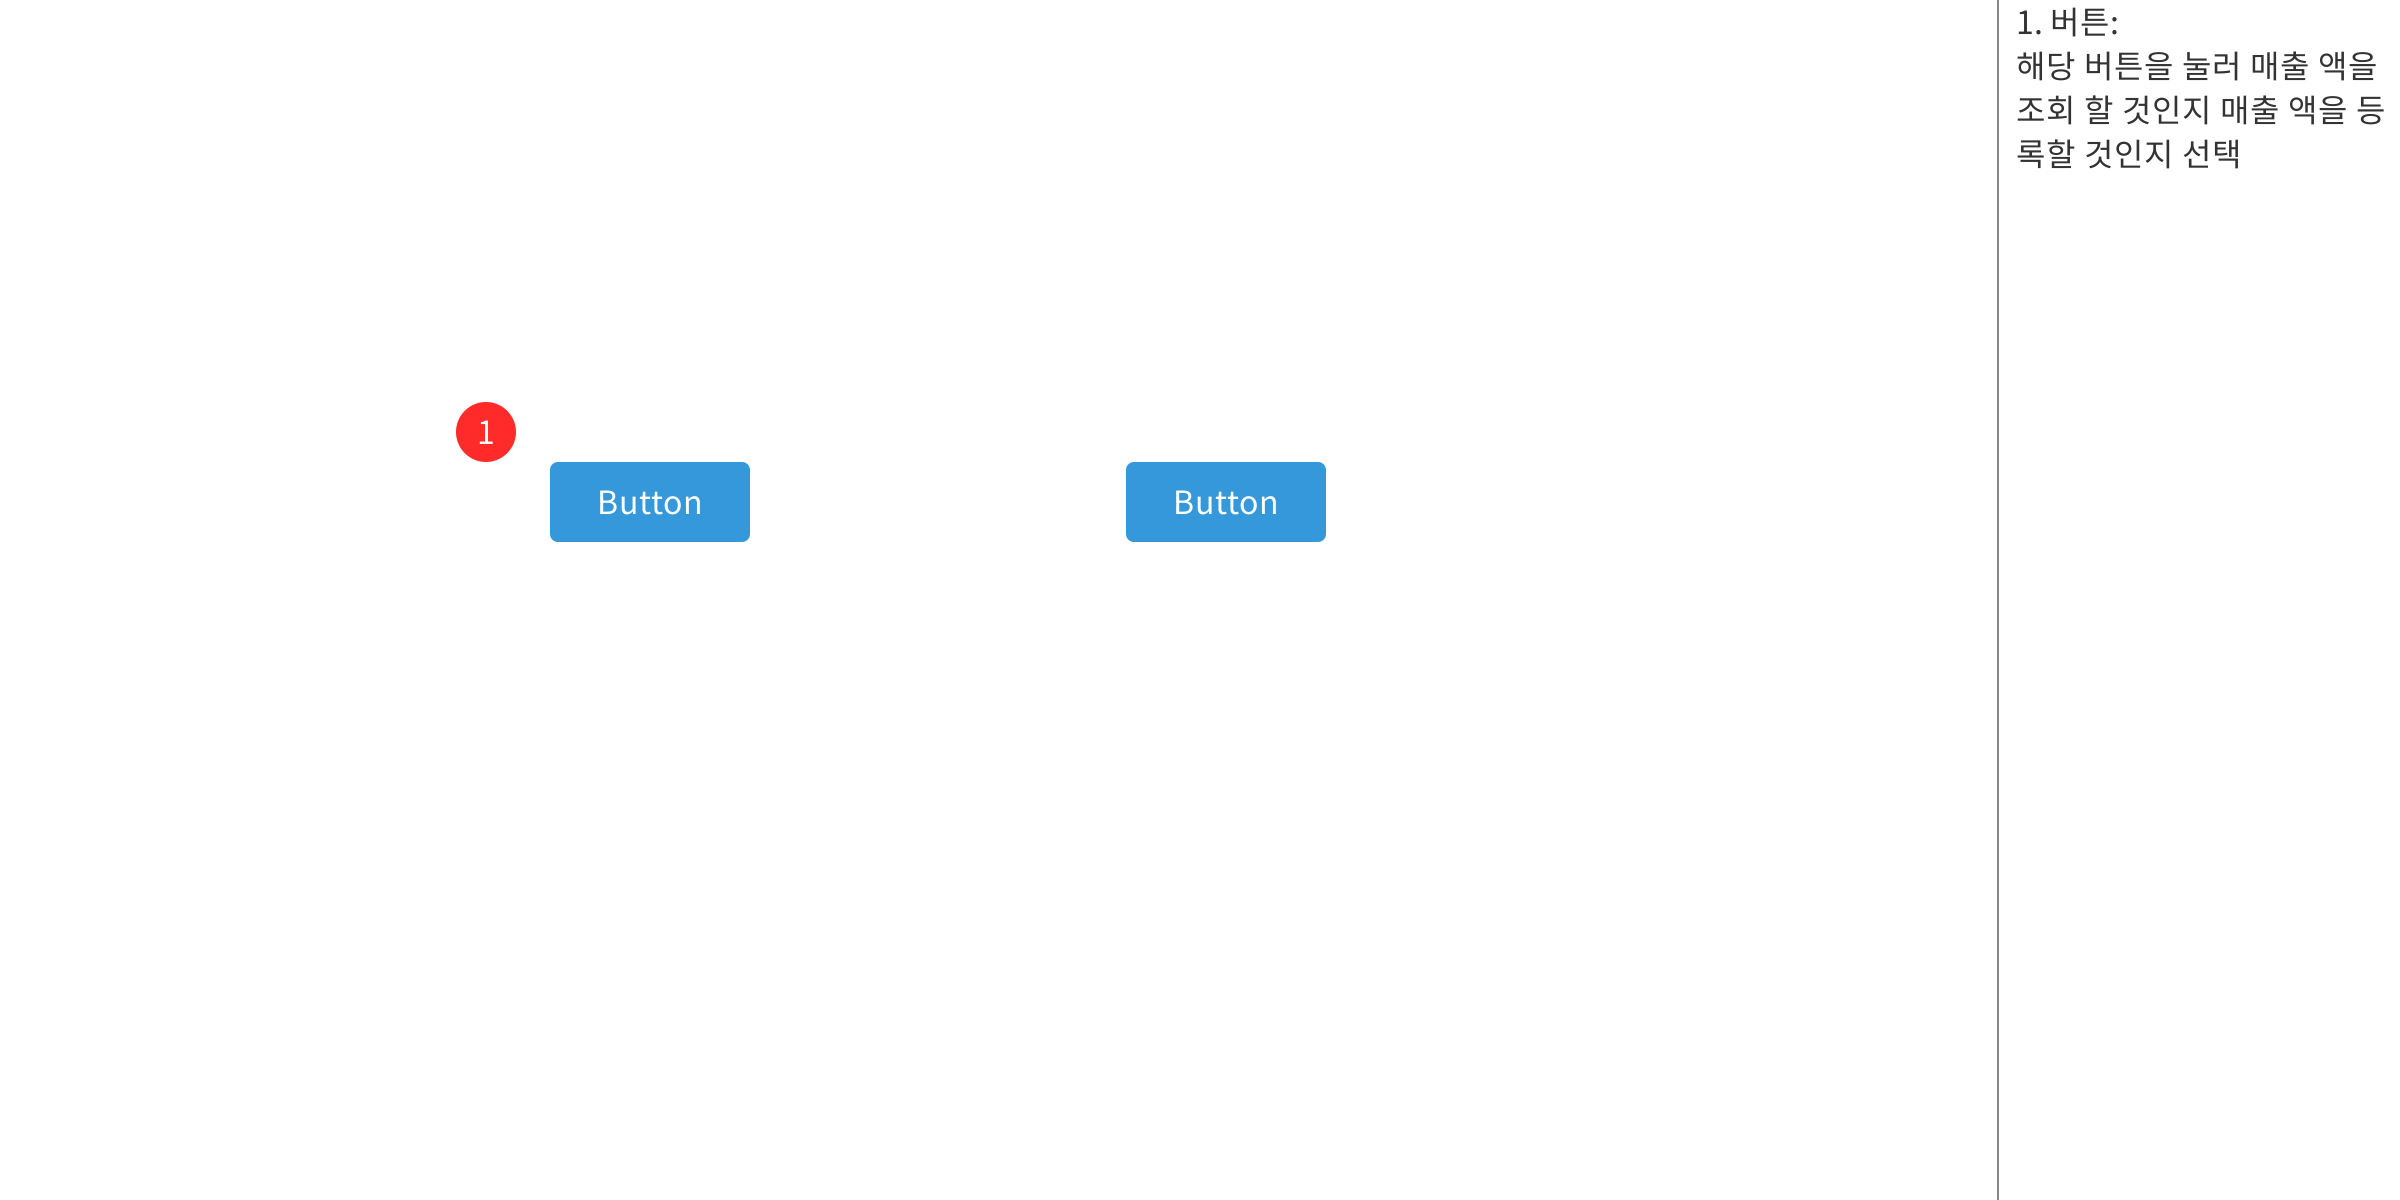 1. 버튼:
해당 버튼을 눌러 매출 액을
조회 할 것인지 매출 액을 등
록할 것인지 선택
1
Button
Button